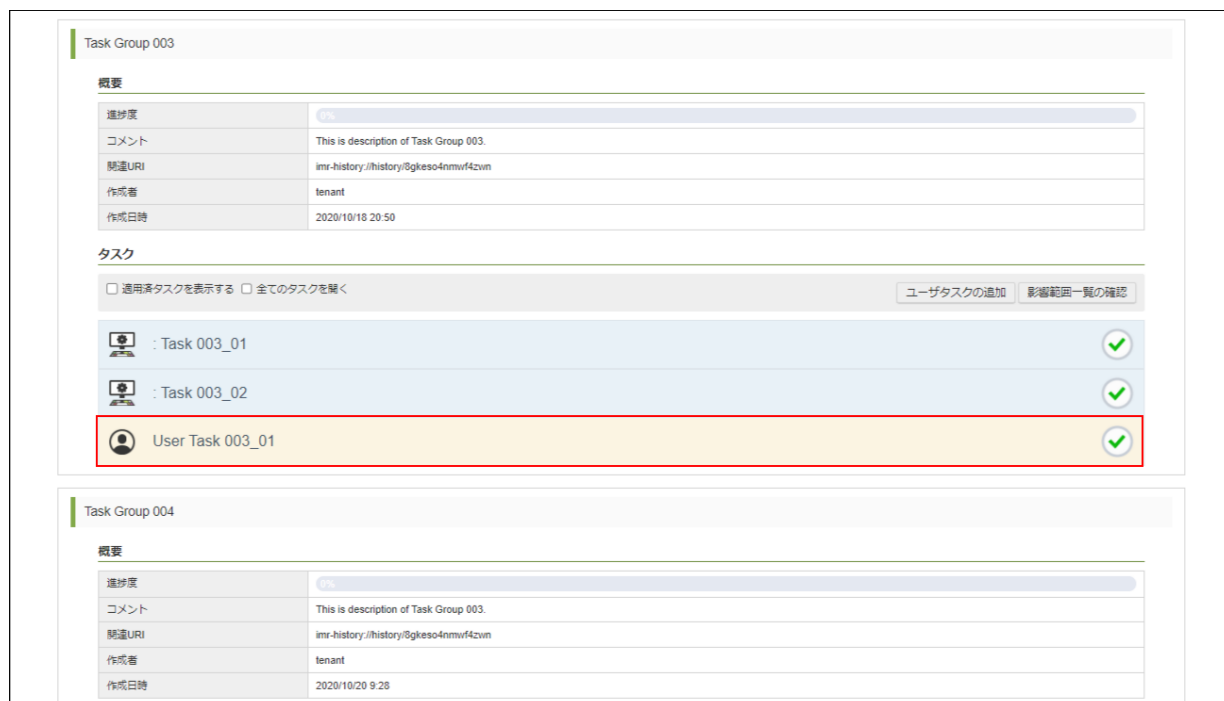 Task Group 003
概要
進捗度 0%
コメント This is description of Task Group 003.
関連URI imr-history://history/8gkeso4nmwf4zwn
作成者 tenant
作成日時 2020/10/18 20:50
タスク
適用済タスクを表示する 全てのタスクを開く ユーザタスクの追加 影響範囲一覧の確認
: Task 003_01
: Task 003_02
User Task 003_01
Task Group 004
概要
進捗度 0%
コメント This is description of Task Group 003.
関連URI imr-history://history/8gkeso4nmwf4zwn
作成者 tenant
作成日時 2020/10/20 9:28